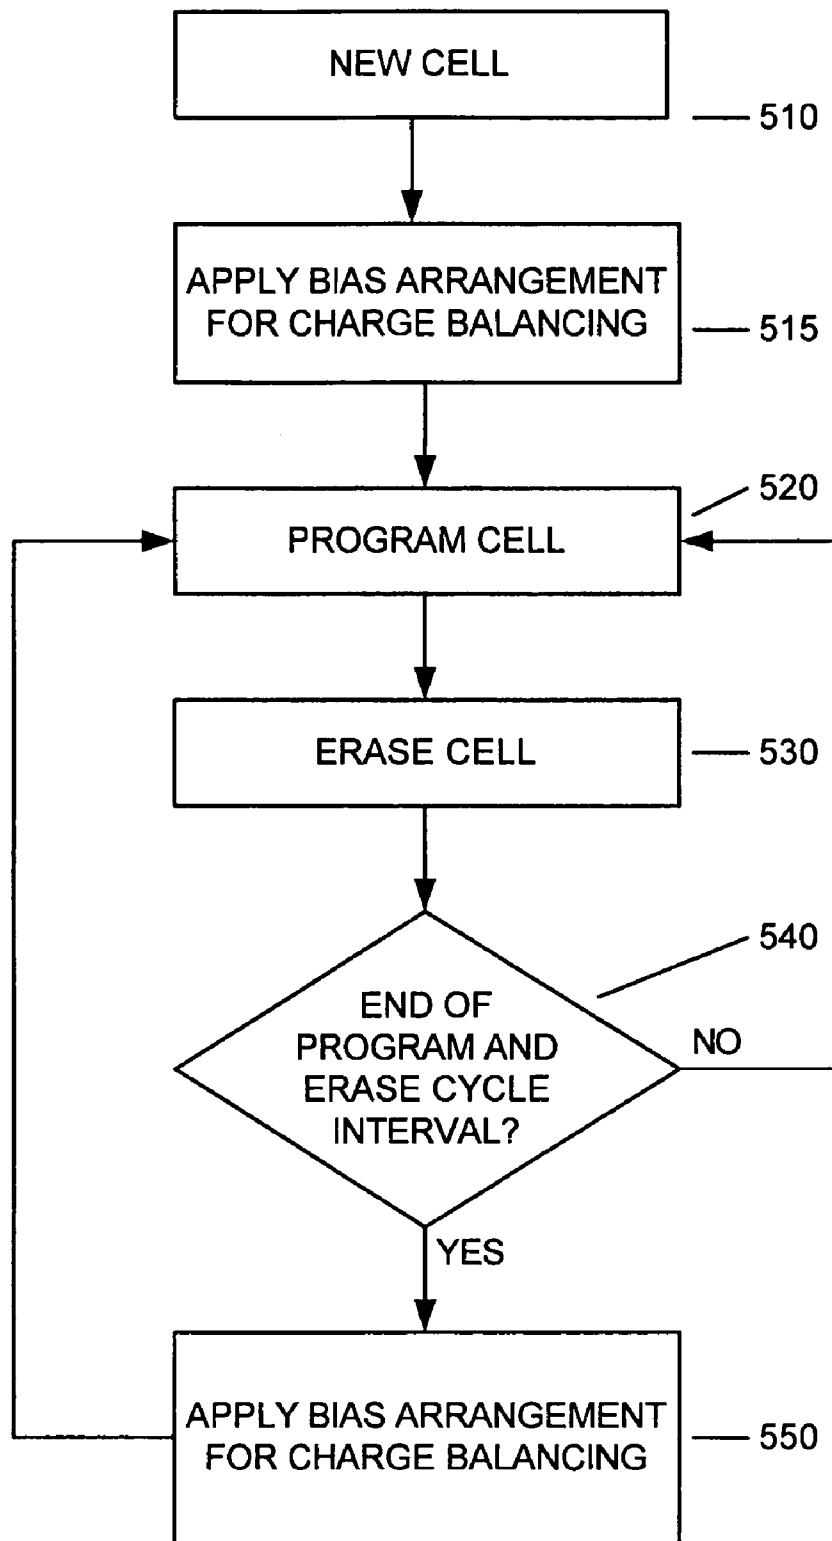 NEW CELL
510
APPLY BIAS ARRANGEMENT
FOR CHARGE BALANCING
515
520
PROGRAM CELL
ERASE CELL
530
540
END OF
PROGRAM AND
ERASE CYCLE
INTERVAL?
NO
YES
APPLY BIAS ARRANGEMENT
FOR CHARGE BALANCING
550